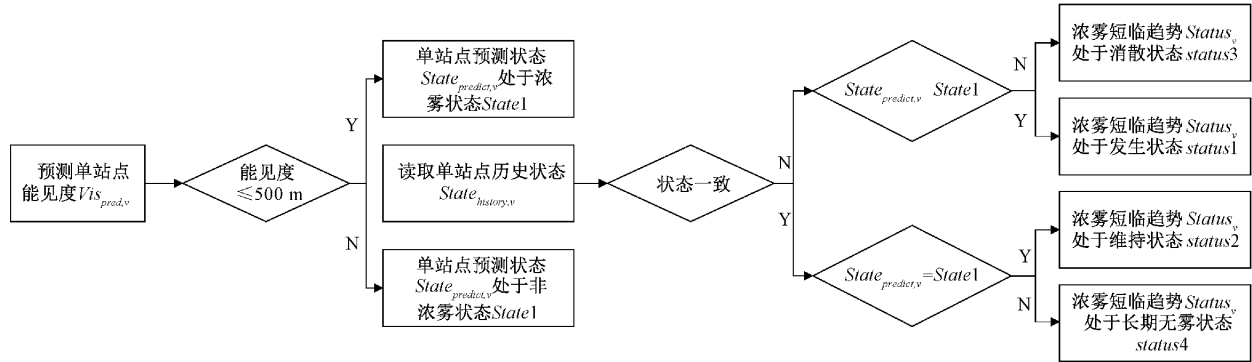 预测单站点
能见度Vis_pred,v
能见度
≤500 m
Y
N
单站点预测状态
State_predict,v处于浓
雾状态State1
读取单站点历史状态
State_history,v
单站点预测状态
State_predict,v处于非
浓雾状态State1
状态一致
N
Y
State_predict,v State1
N
Y
State_predict,v=State1
Y
N
浓雾短临趋势Status_v
处于消散状态status3
浓雾短临趋势Status_v
处于发生状态status1
浓雾短临趋势Status_v
处于维持状态status2
浓雾短临趋势Status_v
处于长期无雾状态
status4